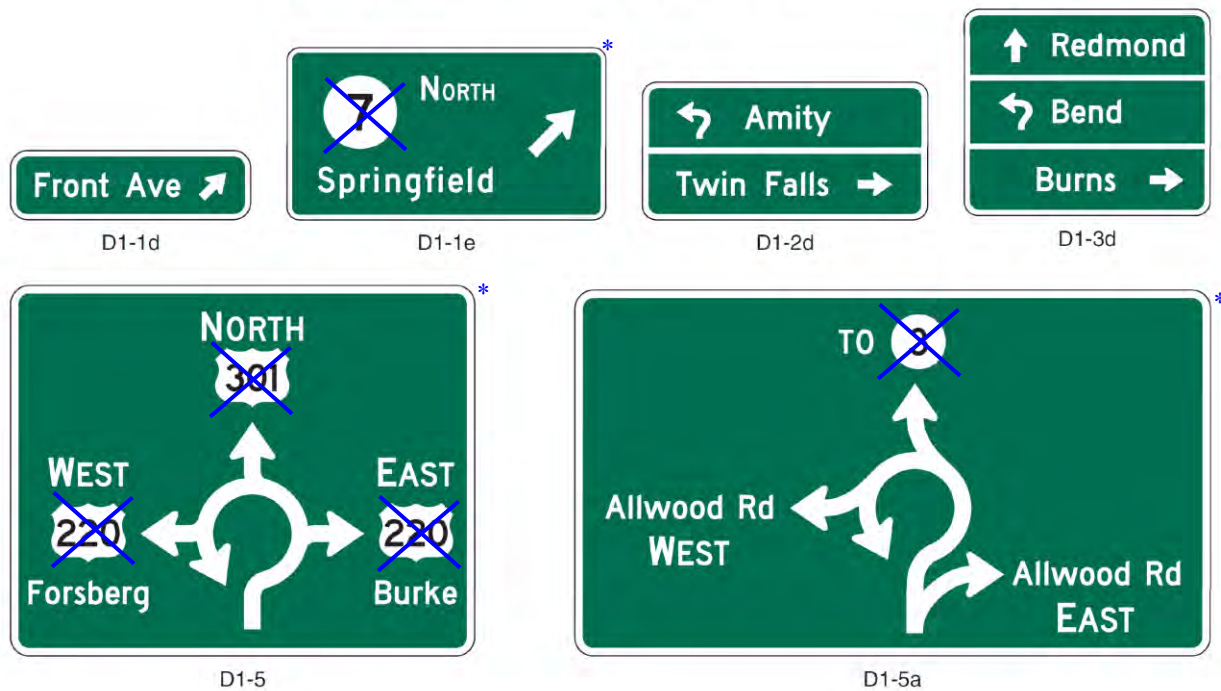 Front Ave
D1-1d
*
7 NORTH
Springfield
D1-1e
Amity
Twin Falls
D1-2d
Redmond
Bend
Burns
D1-3d
*
NORTH
301
WEST
220
Forsberg
EAST
220
Burke
D1-5
*
TO
Allwood Rd
WEST
Allwood Rd
EAST
D1-5a